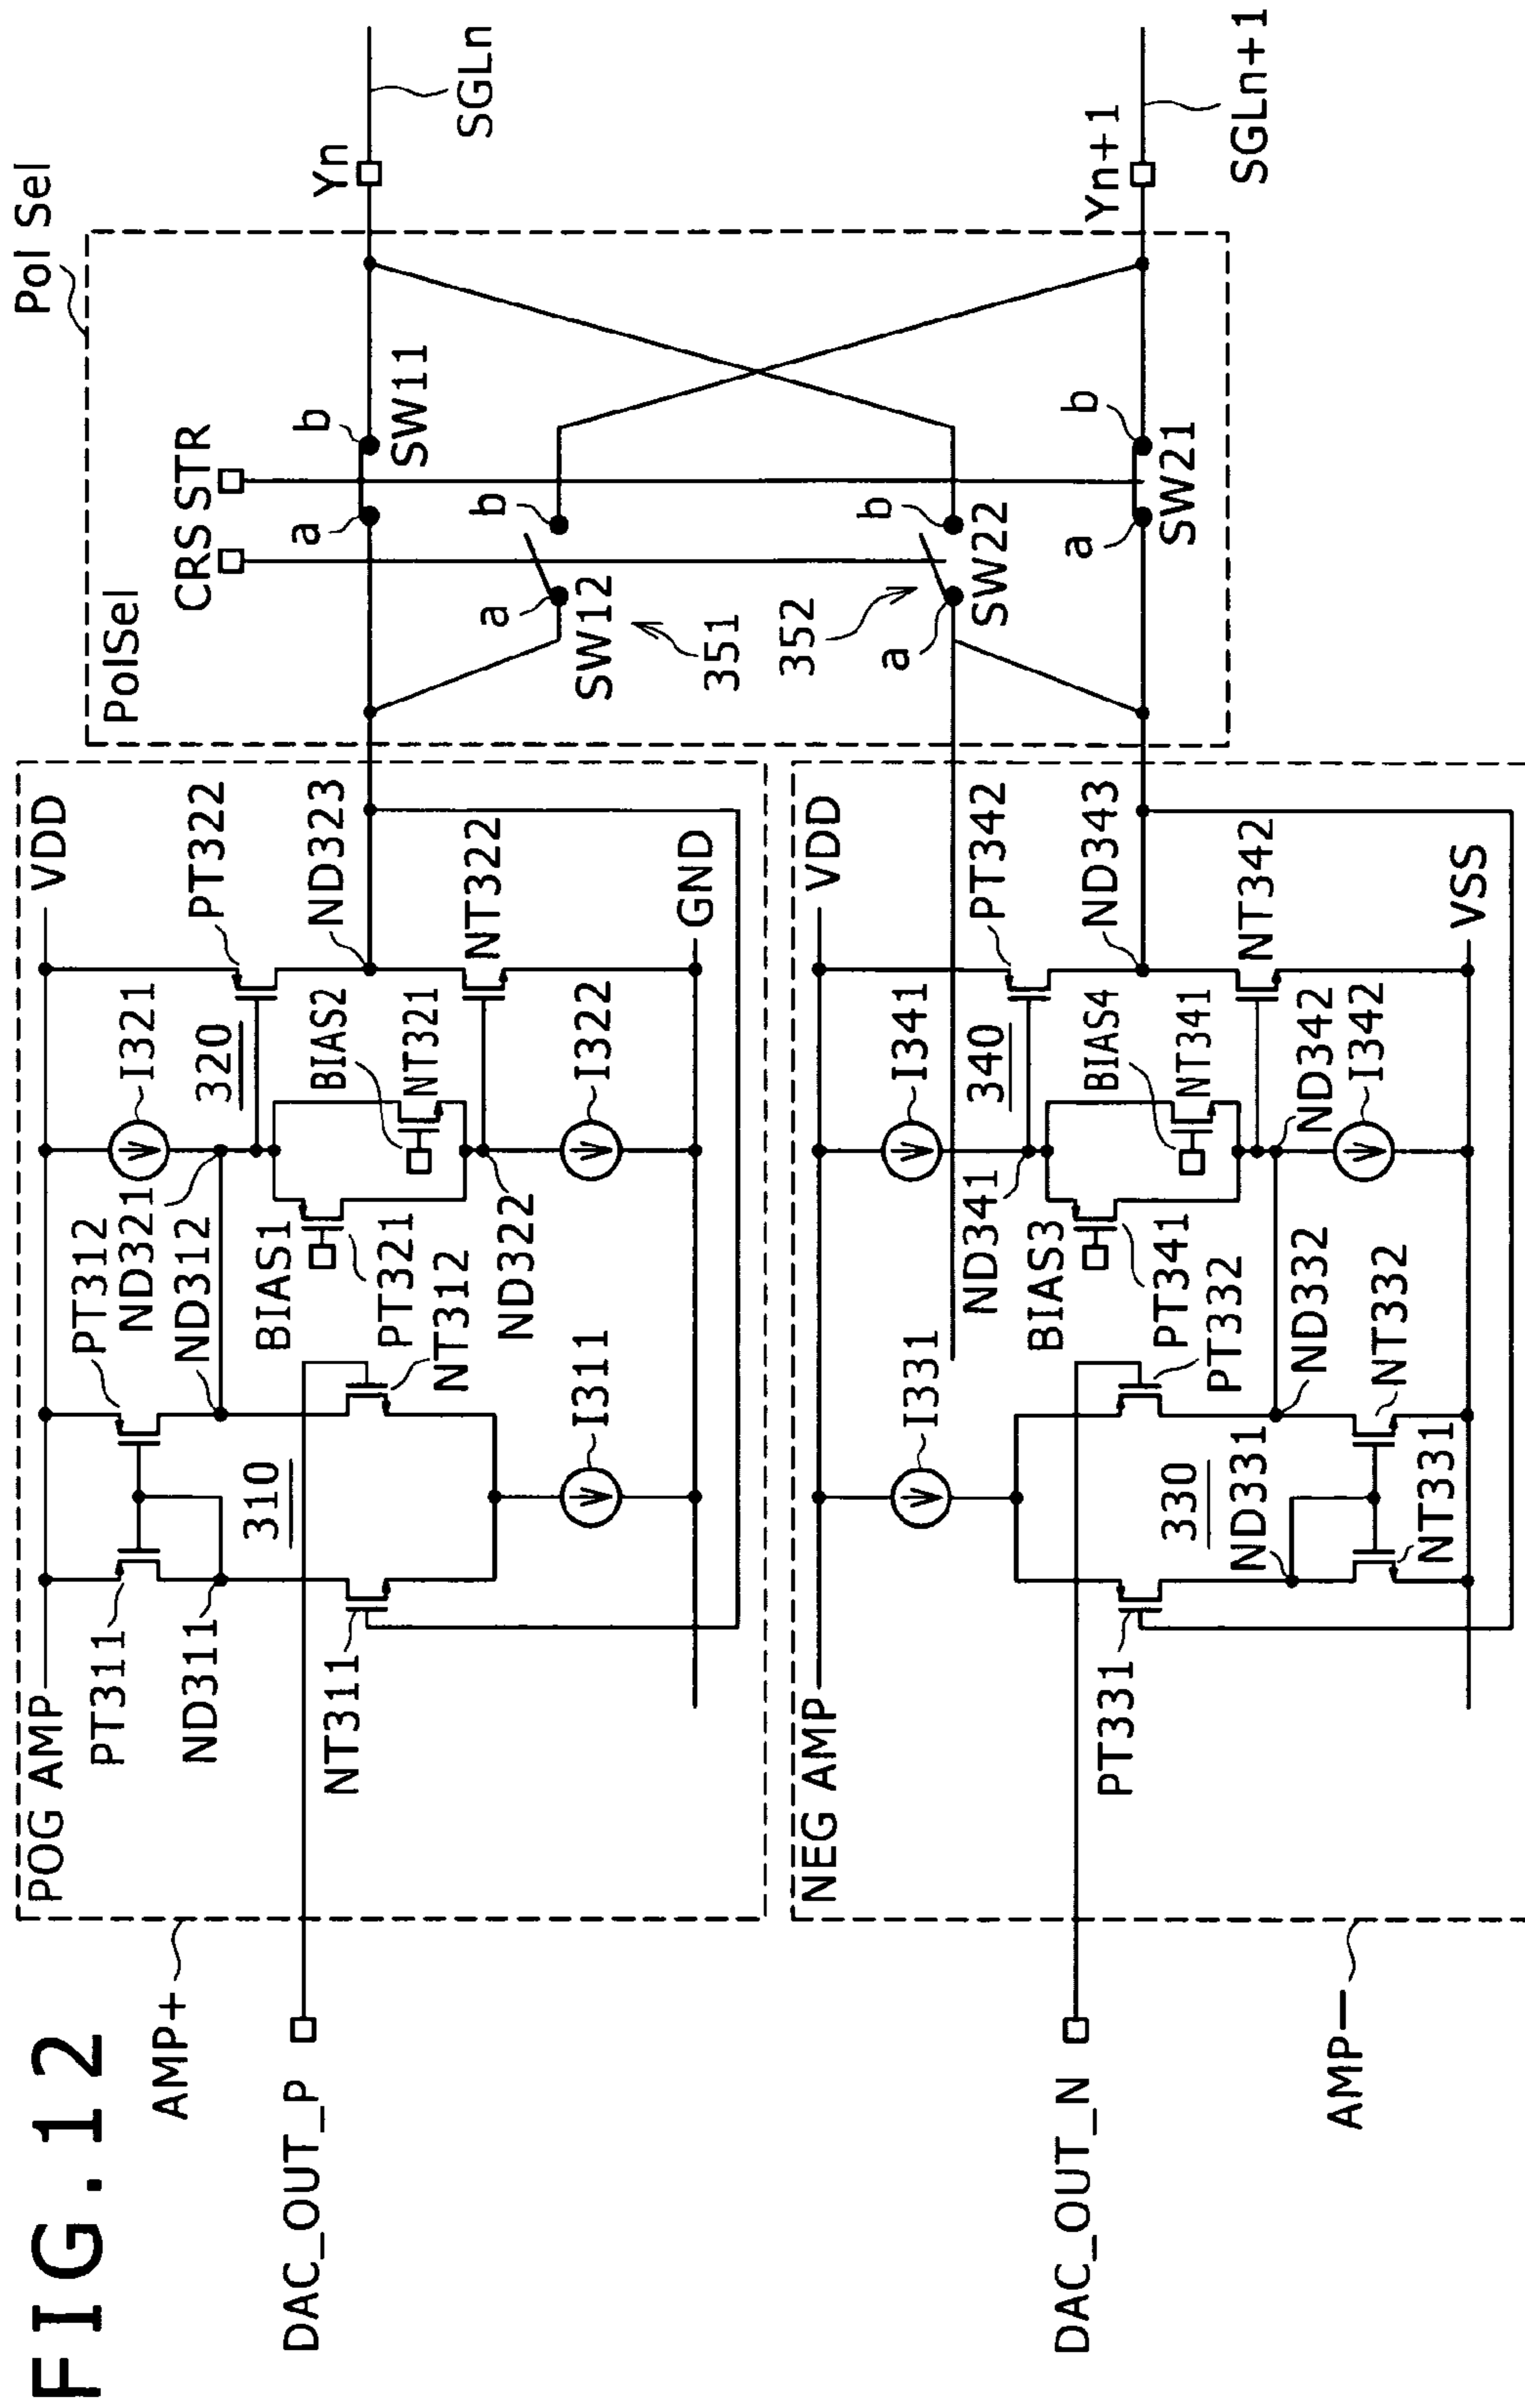 FIG.12
Pol Sel
AMP+
POG AMP
VDD
PT311
PT312
ND311
ND321
ND312
I321
320
PT322
310
BIAS1
BIAS2
PT321
NT321
ND323
DAC_OUT_P
NT311
NT312
ND322
NT322
I311
I322
GND
PolSel
CRS
STR
a
b
SW11
Yn
SGLn
a
b
SW12
351
352
a
b
SW22
a
b
SW21
Yn+1
SGLn+1
NEG AMP
VDD
I331
I341
340
PT342
ND341
BIAS3
BIAS4
PT341
NT341
ND343
DAC_OUT_N
PT331
PT332
330
ND331
ND332
ND342
NT342
NT331
NT332
I342
VSS
AMP−